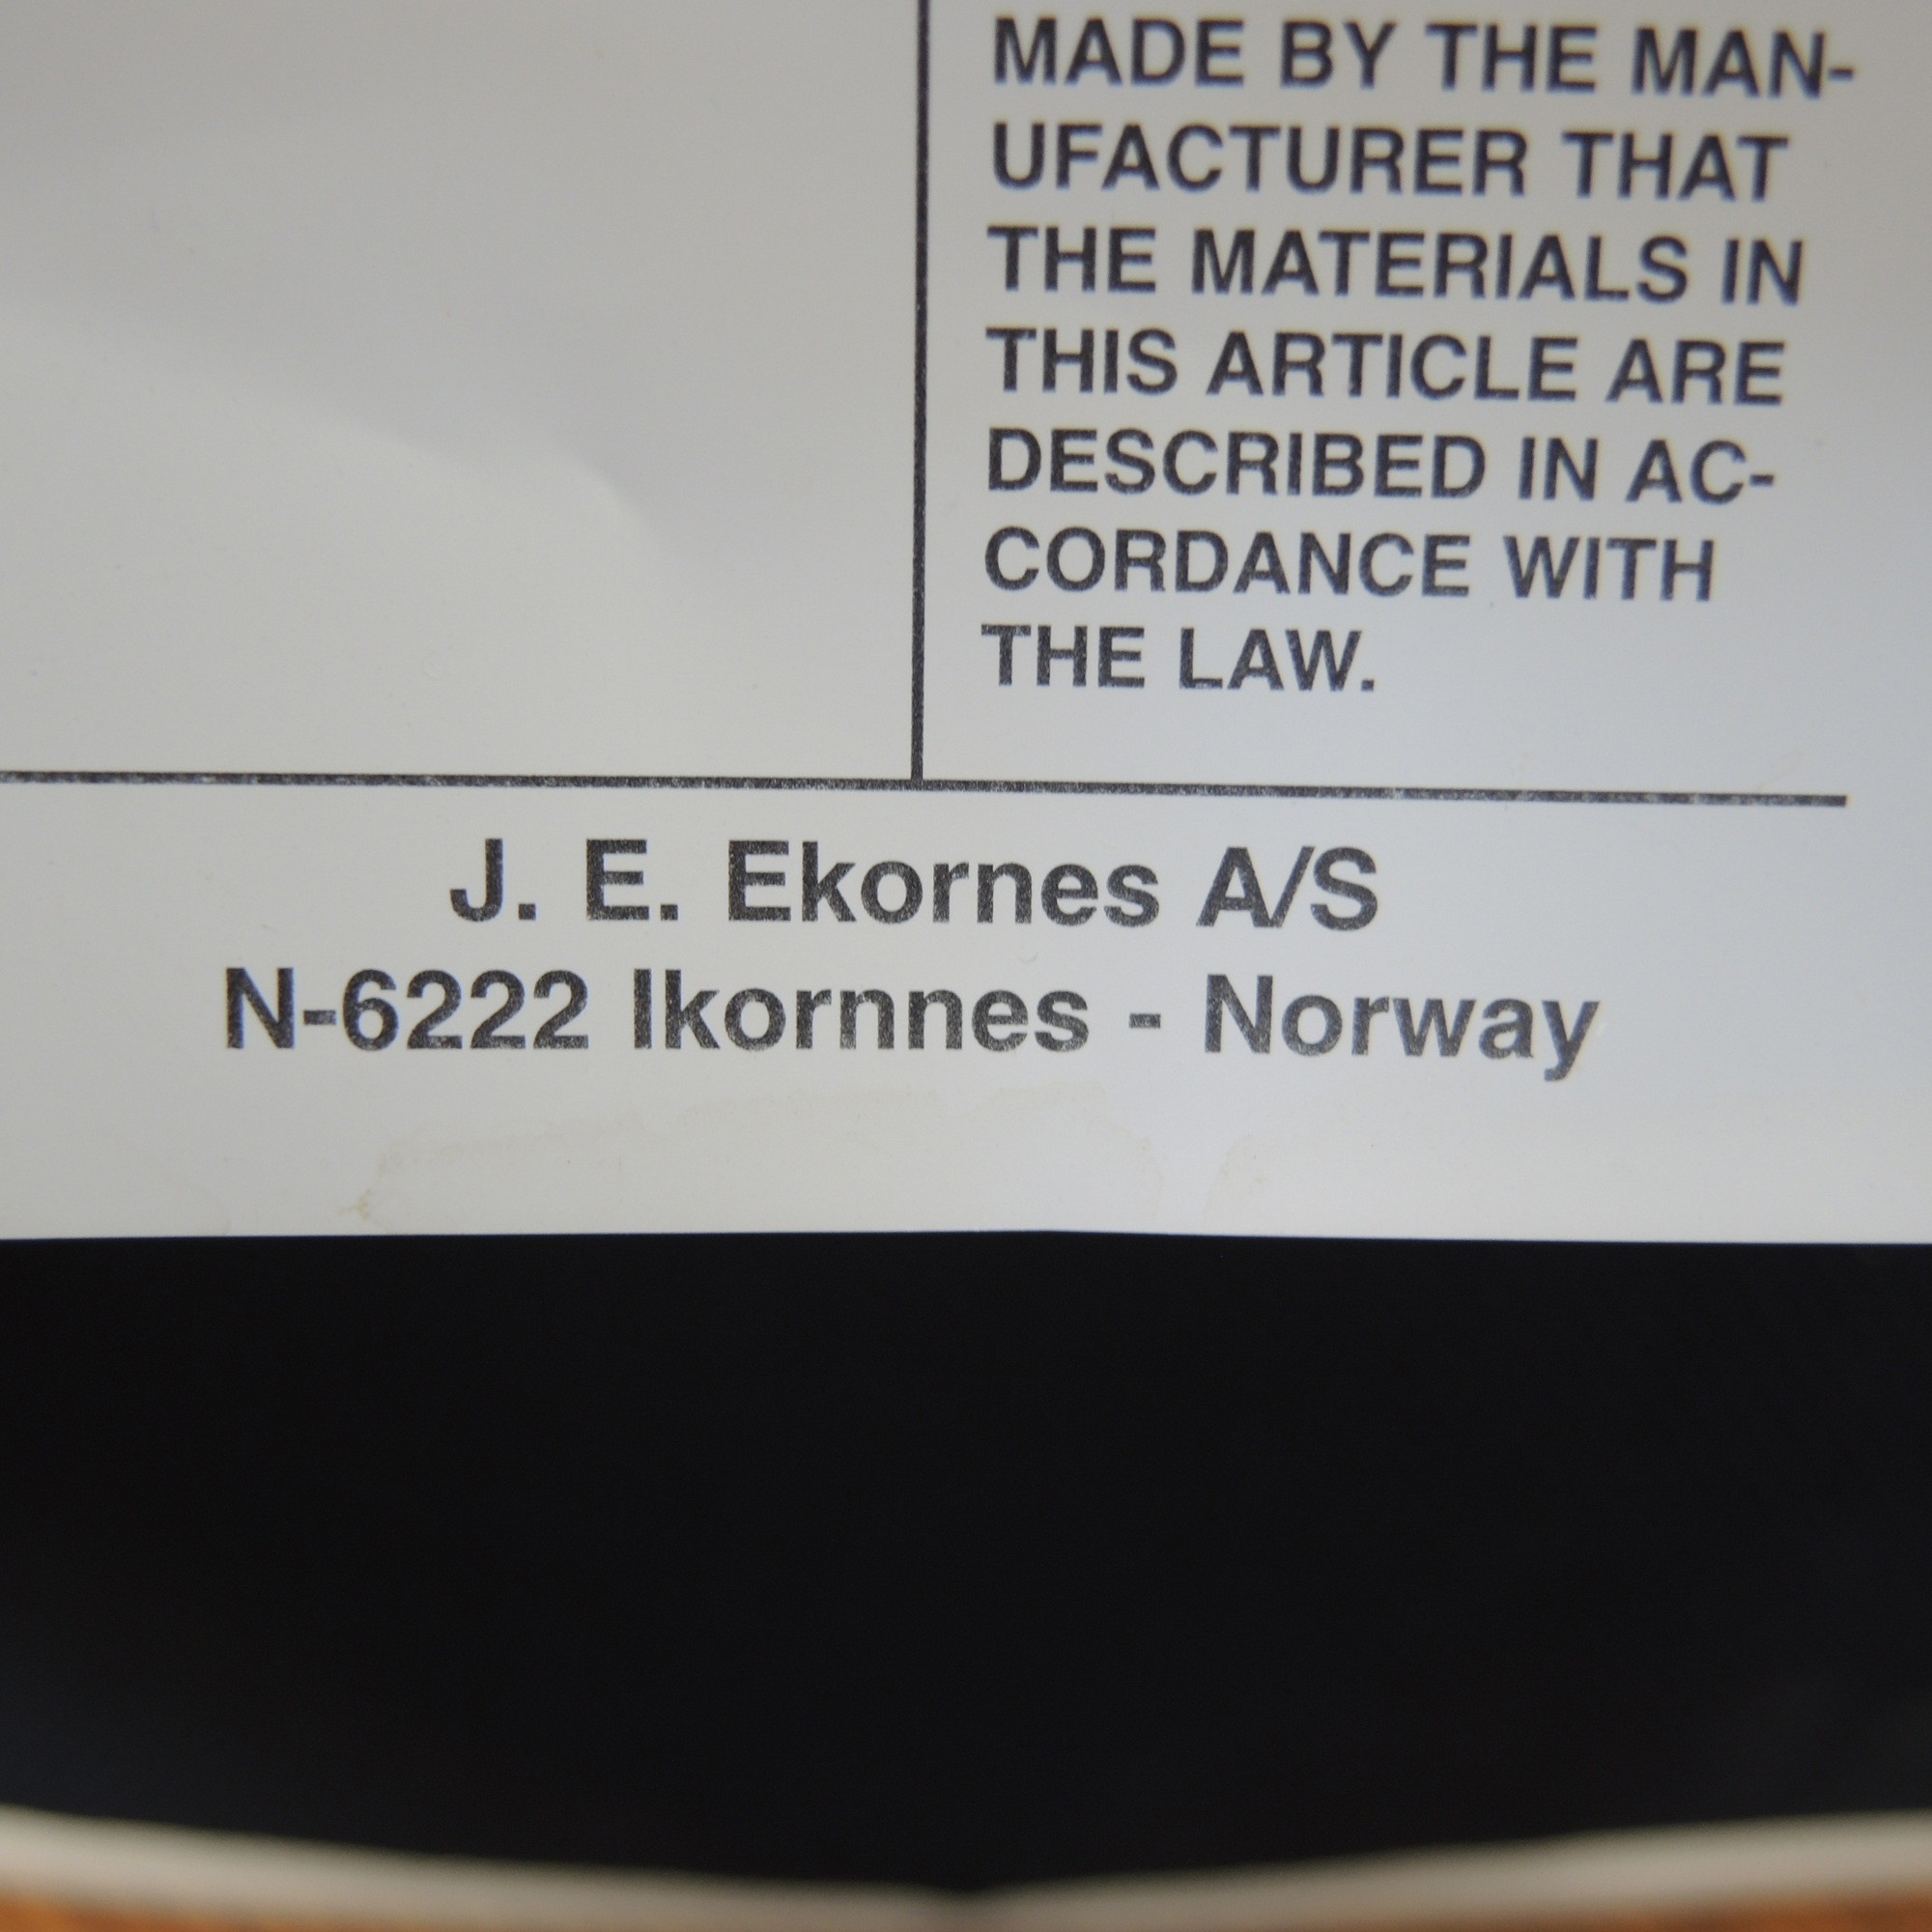 MADE BY THE MAN-
UFACTURER THAT
THE MATERIALS IN
THIS ARTICLE ARE
DESCRIBED IN AC-
CORDANCE WITH
THE LAW.
J. E. Ekornes A/S
N-6222 Ikornnes - Norway